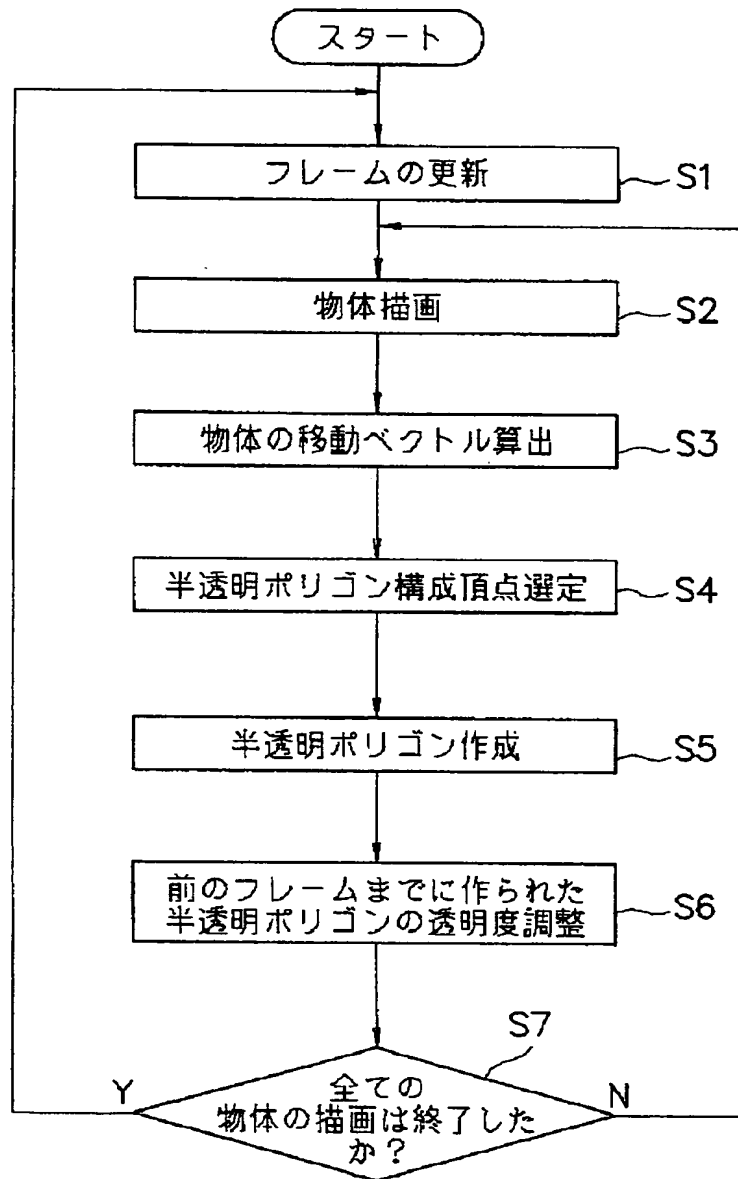 スタート
フレームの更新
S1
物体描画
S2
物体の移動ベクトル算出
S3
半透明ポリゴン構成頂点選定
S4
半透明ポリゴン作成
S5
前のフレームまでに作られた
半透明ポリゴンの透明度調整
S6
S7
Y
N
全ての
物体の描画は終了した
か？